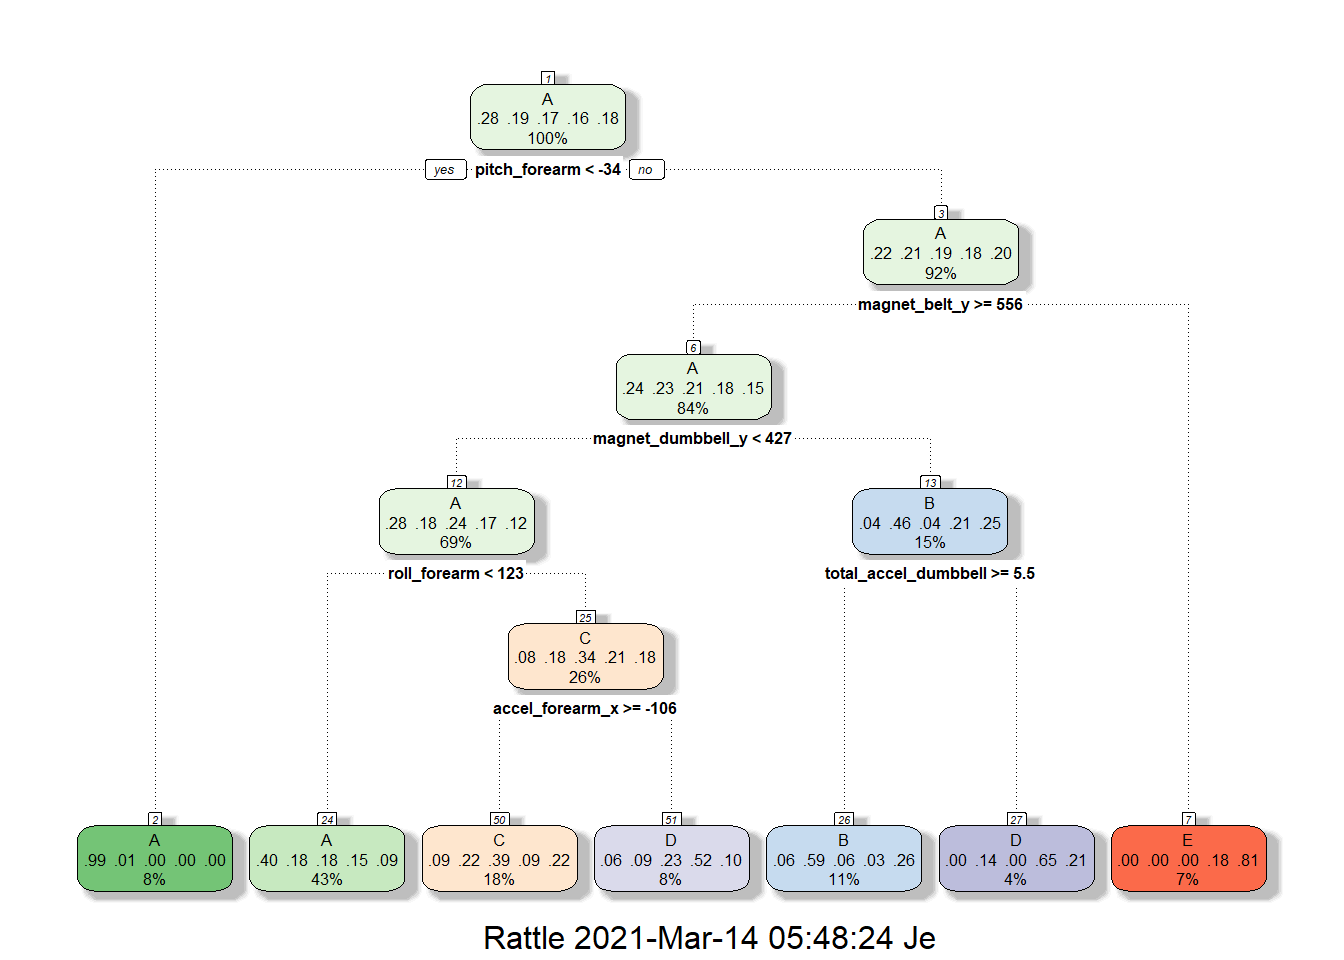 1
A
.28 .19 .17 .16 .18
100%
yes pitch_forearm < -34 no
3
A
.22 .21 .19 .18 .20
92%
magnet_belt_y >= 556
6
A
.24 .23 .21 .18 .15
84%
magnet_dumbbell_y < 427
12
A
.28 .18 .24 .17 .12
69%
roll_forearm < 123
13
B
.04 .46 .04 .21 .25
15%
total_accel_dumbbell >= 5.5
25
C
.08 .18 .34 .21 .18
26%
accel_forearm_x >= -106
2
A
.99 .01 .00 .00 .00
8%
24
A
.40 .18 .18 .15 .09
43%
50
C
.09 .22 .39 .09 .22
18%
51
D
.06 .09 .23 .52 .10
8%
26
B
.06 .59 .06 .03 .26
11%
27
D
.00 .14 .00 .65 .21
4%
7
E
.00 .00 .00 .18 .81
7%
Rattle 2021-Mar-14 05:48:24 Je